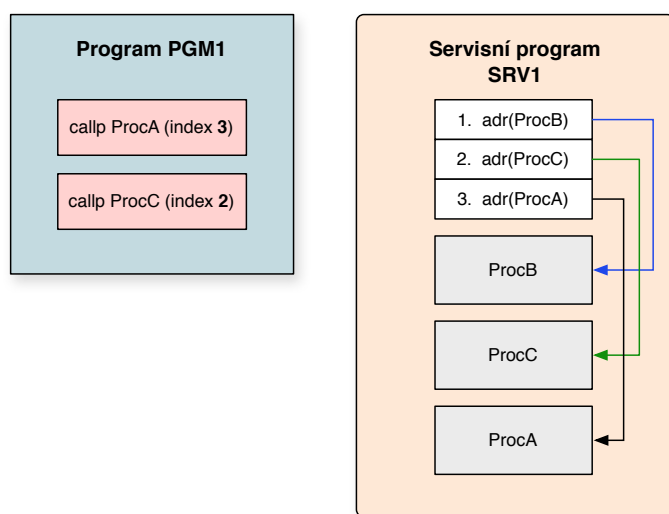 Program PGM1
callp ProcA (index 3)
callp ProcC (index 2)
Servisní program
SRV1
1. adr(ProcB)
2. adr(ProcC)
3. adr(ProcA)
ProcB
ProcC
ProcA